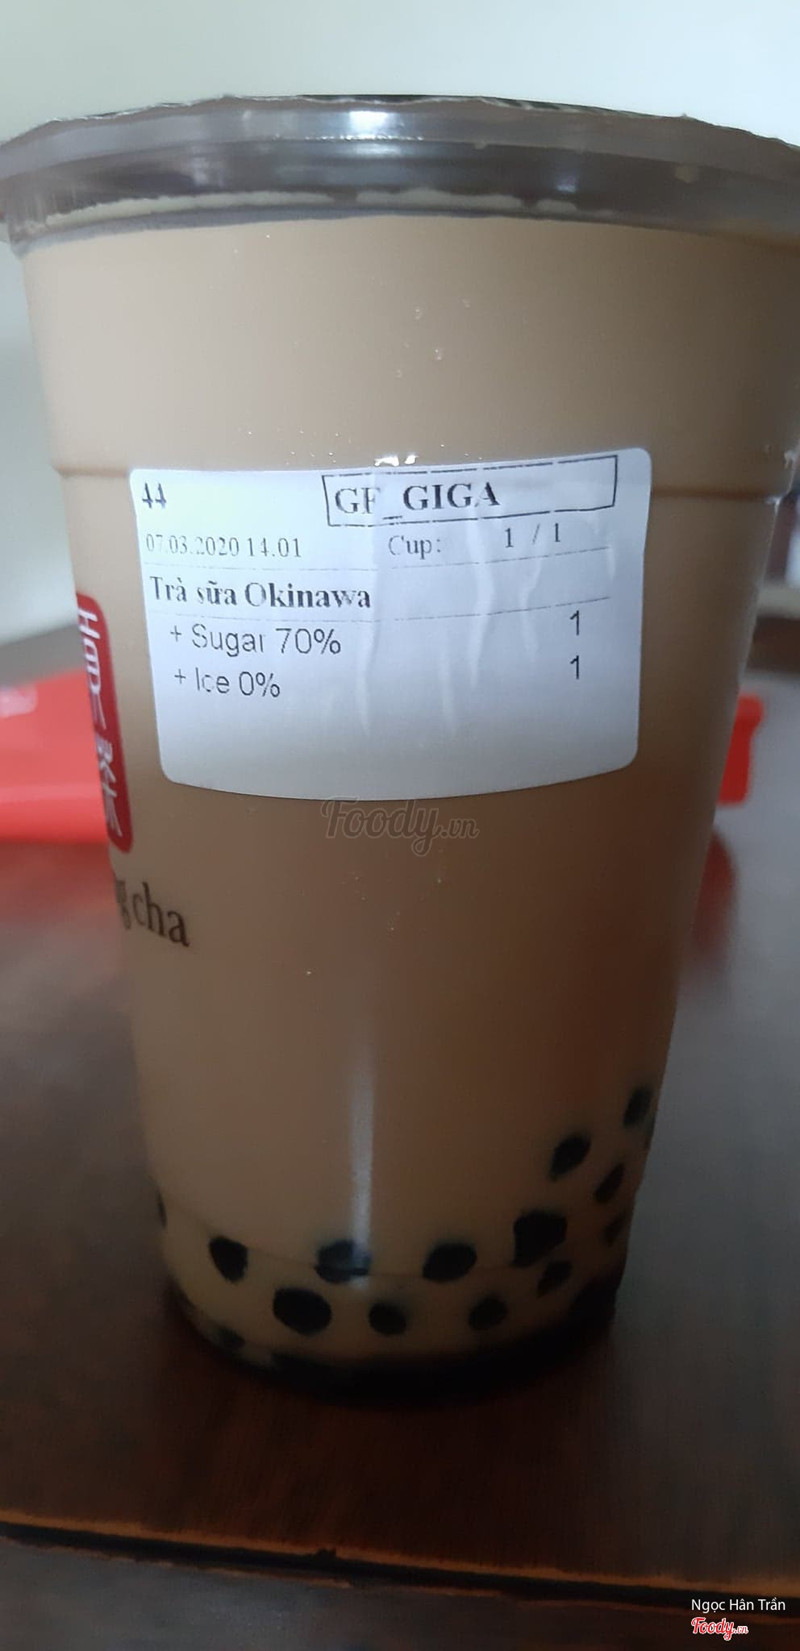 44
GF_GIGA
07.03.2020 14.01
Cup: 1 / 1
Trà sữa Okinawa
+ Sugar 70% 1
+ Ice 0% 1
Foody.vn
cha
Ngọc Hân Trần
Foody.vn